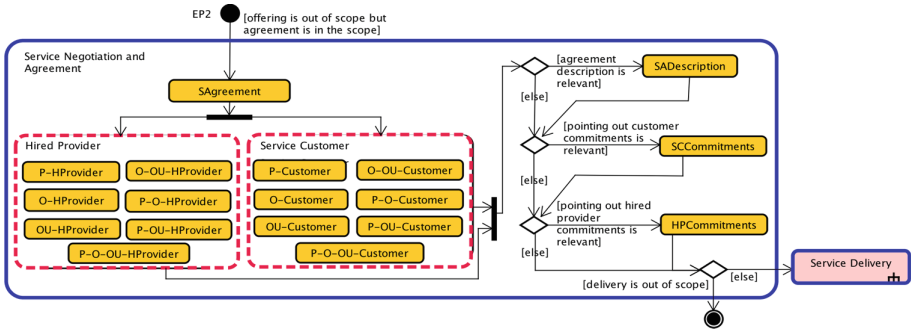 EP2
[offering is out of scope but
agreement is in the scope]
Service Negotiation and
Agreement
SAgreement
Hired Provider
P-HProvider
O-OU-HProvider
O-HProvider
P-O-HProvider
OU-HProvider
P-OU-HProvider
P-O-OU-HProvider
Service Customer
P-Customer
O-OU-Customer
O-Customer
P-O-Customer
OU-Customer
P-OU-Customer
P-O-OU-Customer
[agreement
description is
relevant]
SADescription
[else]
[pointing out customer
commitments is
relevant]
SCCommitments
[else]
[pointing out hired
provider
commitments is
relevant]
HPCommitments
[else]
[delivery is out of scope]
[else]
Service Delivery